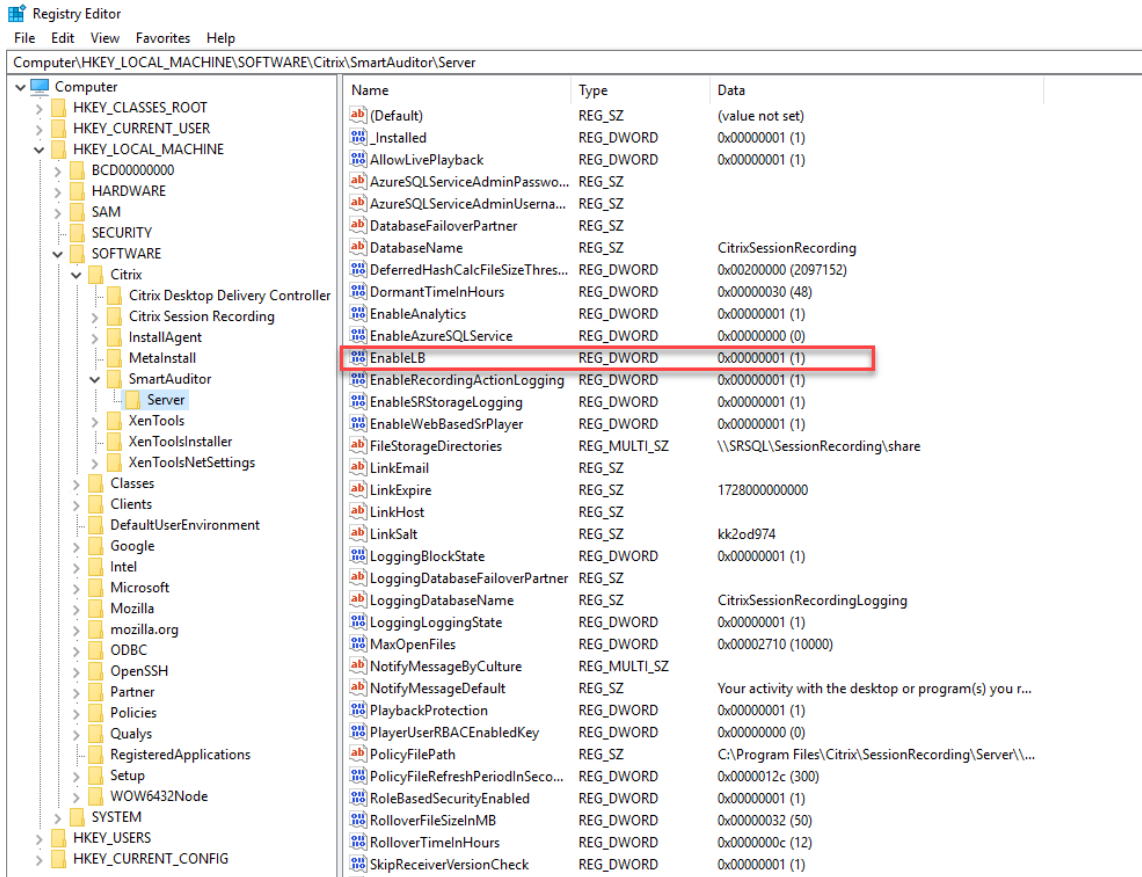 Registry Editor
File Edit View Favorites Help
Computer\HKEY_LOCAL_MACHINE\SOFTWARE\Citrix\SmartAuditor\Server
Computer
HKEY_CLASSES_ROOT
HKEY_CURRENT_USER
HKEY_LOCAL_MACHINE
BCD00000000
HARDWARE
SAM
SECURITY
SOFTWARE
Citrix
Citrix Desktop Delivery Controller
Citrix Session Recording
InstallAgent
MetaInstall
SmartAuditor
Server
XenTools
XenToolsInstaller
XenToolsNetSettings
Classes
Clients
DefaultUserEnvironment
Google
Intel
Microsoft
Mozilla
mozilla.org
ODBC
OpenSSH
Partner
Policies
Qualys
RegisteredApplications
Setup
WOW6432Node
SYSTEM
HKEY_USERS
HKEY_CURRENT_CONFIG
Name Type Data
(Default) REG_SZ (value not set)
_Installed REG_DWORD 0x00000001 (1)
AllowLivePlayback REG_DWORD 0x00000001 (1)
AzureSQLServiceAdminPasswo... REG_SZ
AzureSQLServiceAdminUserna... REG_SZ
DatabaseFailoverPartner REG_SZ
DatabaseName REG_SZ CitrixSessionRecording
DeferredHashCalcFileSizeThres... REG_DWORD 0x00200000 (2097152)
DormantTimeInHours REG_DWORD 0x00000030 (48)
EnableAnalytics REG_DWORD 0x00000001 (1)
EnableAzureSQLService REG_DWORD 0x00000000 (0)
EnableLB REG_DWORD 0x00000001 (1)
EnableRecordingActionLogging REG_DWORD 0x00000001 (1)
EnableSRStorageLogging REG_DWORD 0x00000001 (1)
EnableWebBasedSrPlayer REG_DWORD 0x00000001 (1)
FileStorageDirectories REG_MULTI_SZ \\SRSQL\SessionRecording\share
LinkEmail REG_SZ
LinkExpire REG_SZ 1728000000000
LinkHost REG_SZ
LinkSalt REG_SZ kk2od974
LoggingBlockState REG_DWORD 0x00000001 (1)
LoggingDatabaseFailoverPartner REG_SZ
LoggingDatabaseName REG_SZ CitrixSessionRecordingLogging
LoggingLoggingState REG_DWORD 0x00000001 (1)
MaxOpenFiles REG_DWORD 0x00002710 (10000)
NotifyMessageByCulture REG_MULTI_SZ
NotifyMessageDefault REG_SZ Your activity with the desktop or program(s) you r...
PlaybackProtection REG_DWORD 0x00000001 (1)
PlayerUserRBACEnabledKey REG_DWORD 0x00000000 (0)
PolicyFilePath REG_SZ C:\Program Files\Citrix\SessionRecording\Server\\...
PolicyFileRefreshPeriodInSeco... REG_DWORD 0x0000012c (300)
RoleBasedSecurityEnabled REG_DWORD 0x00000001 (1)
RolloverFileSizeInMB REG_DWORD 0x00000032 (50)
RolloverTimeInHours REG_DWORD 0x0000000c (12)
SkipReceiverVersionCheck REG_DWORD 0x00000001 (1)